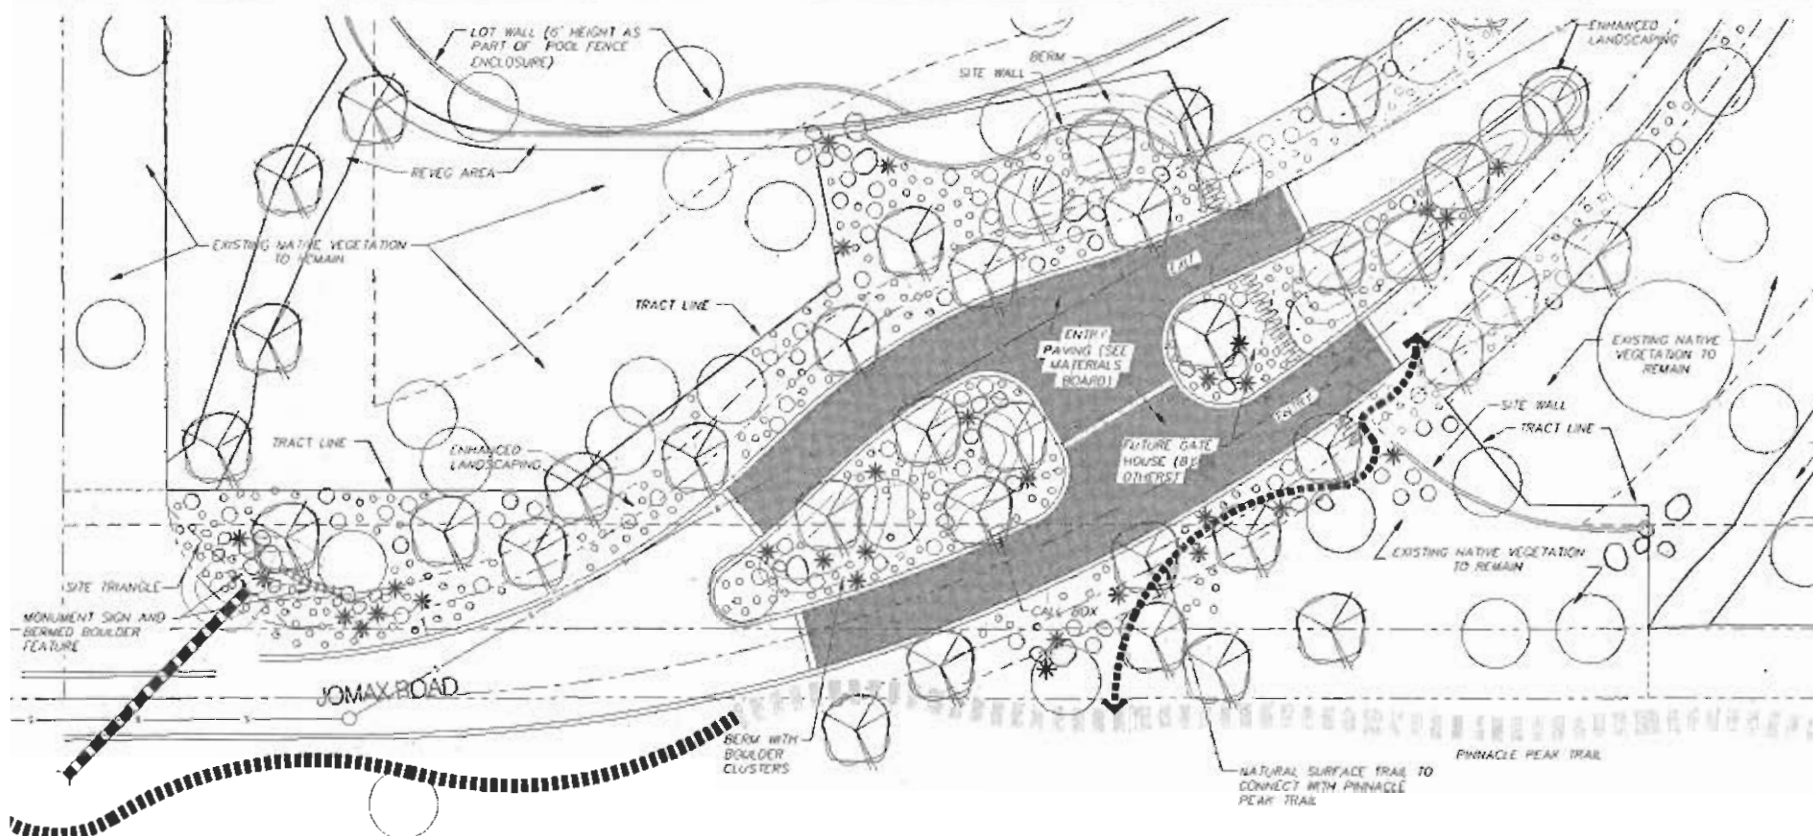 LOT WALL (6' HEIGHT AS
PART OF POOL FENCE
ENCLOSURE)
BERM
SITE WALL
ENHANCED
LANDSCAPING
REVEG AREA
EXISTING NATIVE VEGETATION
TO REMAIN
EXIT
TRACT LINE
ENTRY
PAVING (SEE
MATERIALS
BOARD)
EXISTING NATIVE
VEGETATION TO
REMAIN
ENTRY
SITE WALL
TRACT LINE
TRACT LINE
ENHANCED
LANDSCAPING
FUTURE GATE
HOUSE (BY
OTHERS)
EXISTING NATIVE VEGETATION
TO REMAIN
SITE TRIANGLE
MONUMENT SIGN AND
BERMED BOULDER
FEATURE
CALL BOX
JOMAX ROAD
BERM WITH
BOULDER
CLUSTERS
PINNACLE PEAK TRAIL
NATURAL SURFACE TRAIL TO
CONNECT WITH PINNACLE
PEAK TRAIL